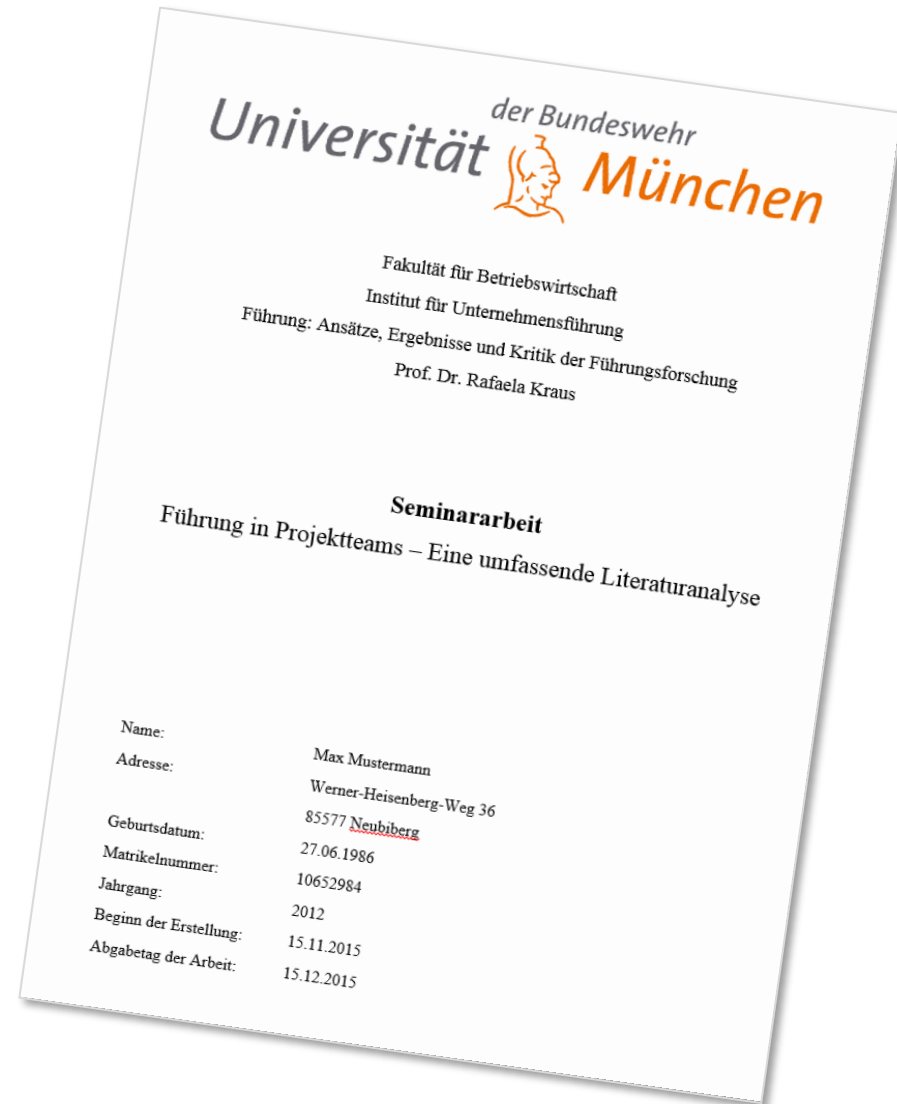 Universität der Bundeswehr München
Fakultät für Betriebswirtschaft
Institut für Unternehmensführung
Führung: Ansätze, Ergebnisse und Kritik der Führungsforschung
Prof. Dr. Rafaela Kraus
Seminararbeit
Führung in Projektteams – Eine umfassende Literaturanalyse
Name: Max Mustermann
Adresse: Werner-Heisenberg-Weg 36
85577 Neubiberg
Geburtsdatum: 27.06.1986
Matrikelnummer: 10652984
Jahrgang: 2012
Beginn der Erstellung: 15.11.2015
Abgabetag der Arbeit: 15.12.2015